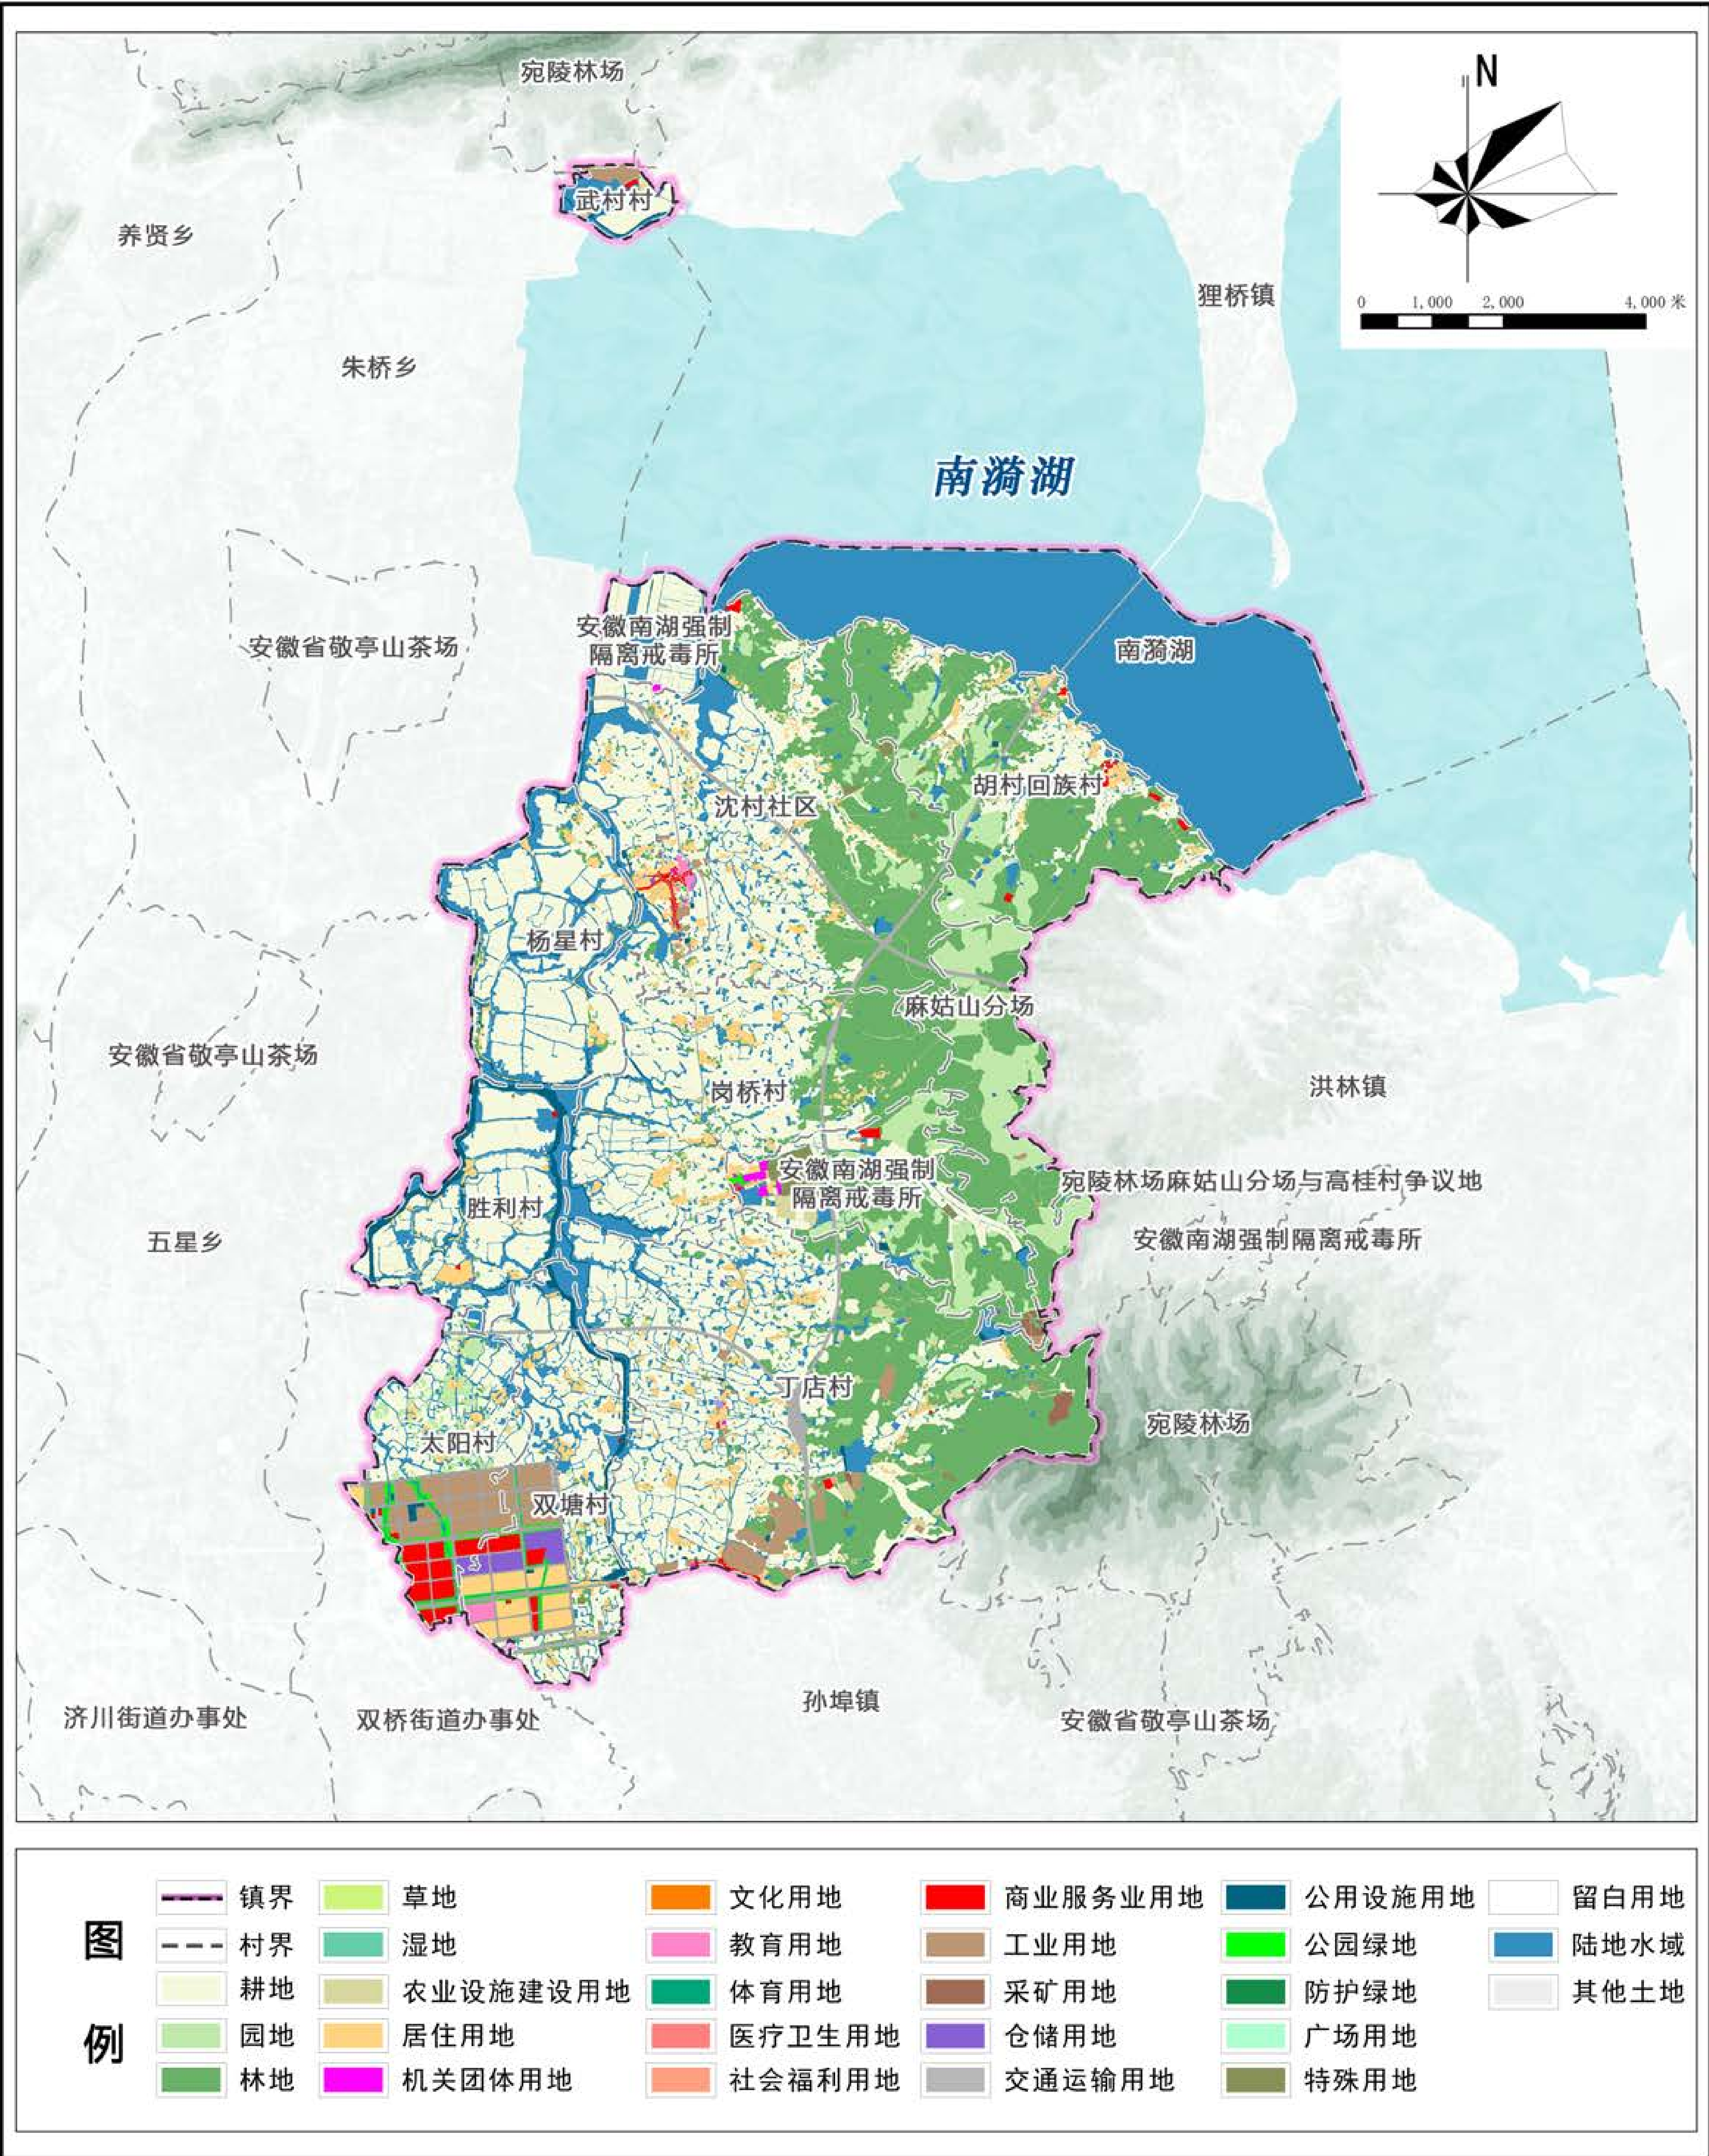 宛陵林场
N
武村村
养贤乡
狸桥镇
0 1,000 2,000 4,000 米
朱桥乡
南漪湖
安徽南湖强制
隔离戒毒所
安徽省敬亭山茶场
南漪湖
胡村回族村
沈村社区
杨星村
麻姑山分场
安徽省敬亭山茶场
岗桥村
洪林镇
安徽南湖强制
隔离戒毒所
宛陵林场麻姑山分场与高桂村争议地
胜利村
五星乡
安徽南湖强制隔离戒毒所
丁店村
宛陵林场
太阳村
双塘村
孙埠镇
济川街道办事处
双桥街道办事处
安徽省敬亭山茶场
图例
镇界
村界
耕地
园地
林地
草地
湿地
农业设施建设用地
居住用地
机关团体用地
文化用地
教育用地
体育用地
医疗卫生用地
社会福利用地
商业服务业用地
工业用地
采矿用地
仓储用地
交通运输用地
公用设施用地
公园绿地
防护绿地
广场用地
特殊用地
留白用地
陆地水域
其他土地